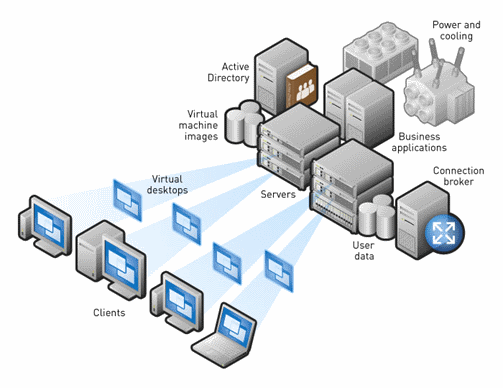 Power and
cooling
Active
Directory
Virtual
machine
images
Business
applications
Connection
broker
Virtual
desktops
Servers
User
data
Clients